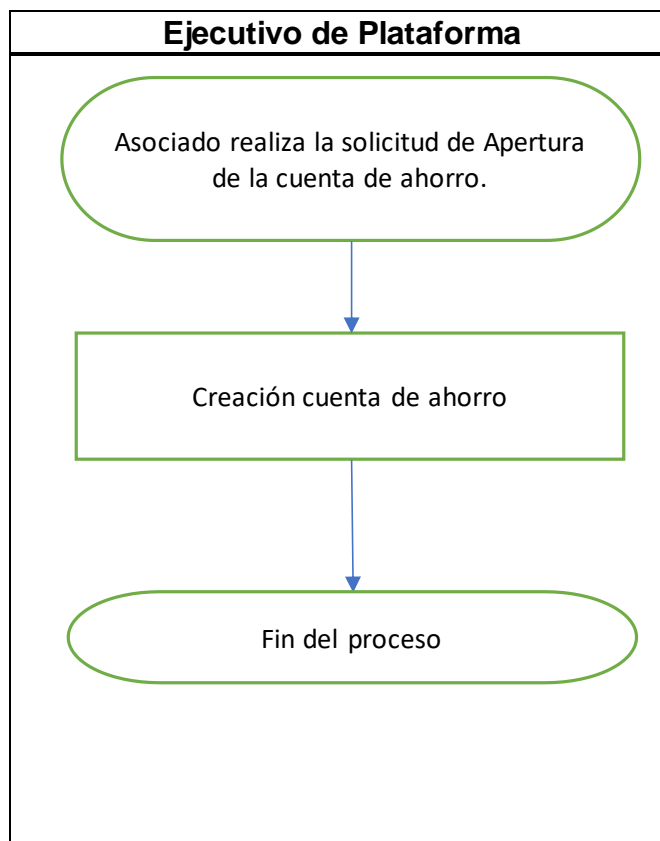 Ejecutivo de Plataforma
Asociado realiza la solicitud de Apertura
de la cuenta de ahorro.
Creación cuenta de ahorro
Fin del proceso